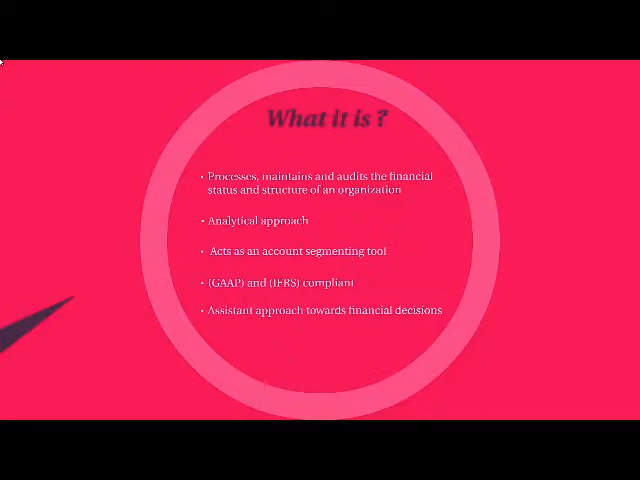 What it is ?
• Processes, maintains and audits the financial
status and structure of an organization
• Analytical approach
• Acts as an account segmenting tool
• (GAAP) and (IFRS) compliant
• Assistant approach towards financial decisions